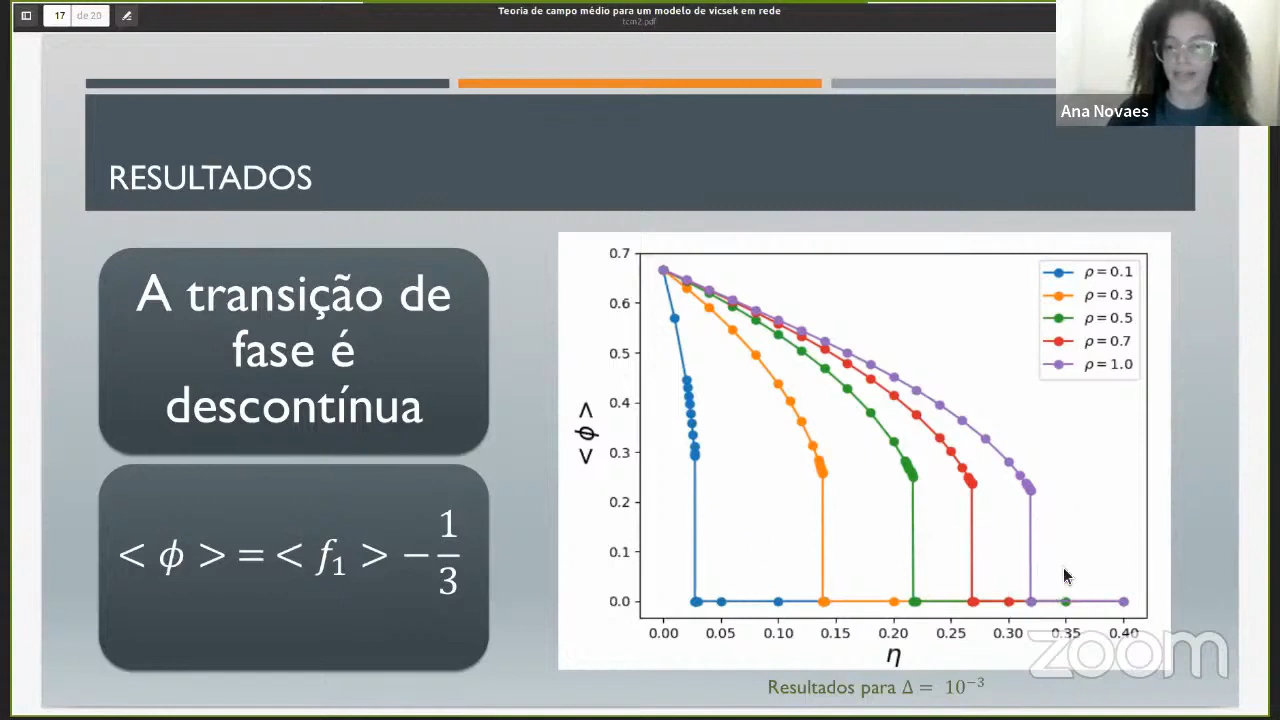 17 de 20
Teoria de campo médio para um modelo de vicsek em rede
tcm2.pdf
Ana Novaes
RESULTADOS
A transição de
fase é
descontínua
< ϕ > = < f₁ > − 1/3
0.7
0.6
0.5
0.4
0.3
0.2
0.1
0.0
< ϕ >
ρ = 0.1
ρ = 0.3
ρ = 0.5
ρ = 0.7
ρ = 1.0
0.00 0.05 0.10 0.15 0.20 0.25 0.30 0.35 0.40
η
zoom
Resultados para Δ = 10⁻³